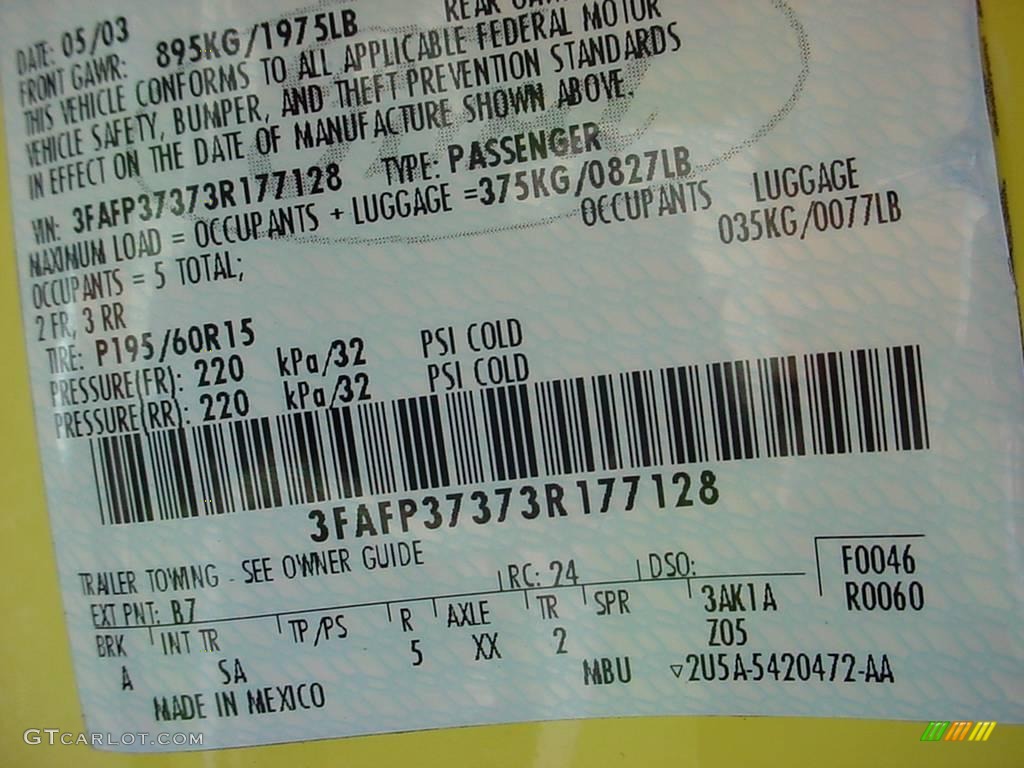 DATE: 05/03
FRONT GAWR: 895KG/1975LB REAR
THIS VEHICLE CONFORMS TO ALL APPLICABLE FEDERAL MOTOR
VEHICLE SAFETY, BUMPER, AND THEFT PREVENTION STANDARDS
IN EFFECT ON THE DATE OF MANUFACTURE SHOWN ABOVE.
VIN: 3FAFP37373R177128 TYPE: PASSENGER
MAXIMUM LOAD = OCCUPANTS + LUGGAGE =375KG/0827LB
OCCUPANTS = 5 TOTAL; OCCUPANTS LUGGAGE
2 FR, 3 RR 035KG/0077LB
TIRE: P195/60R15
PRESSURE(FR): 220 kPa/32 PSI COLD
PRESSURE(RR): 220 kPa/32 PSI COLD
3FAFP37373R177128
TRAILER TOWING - SEE OWNER GUIDE
EXT PNT: B7 RC: 24 DSO: F0046
BRK INT TR TP/PS R AXLE TR SPR 3AK1A R0060
A SA 5 XX 2 Z05
MADE IN MEXICO MBU ▿2U5A-5420472-AA
GTCARLOT.COM